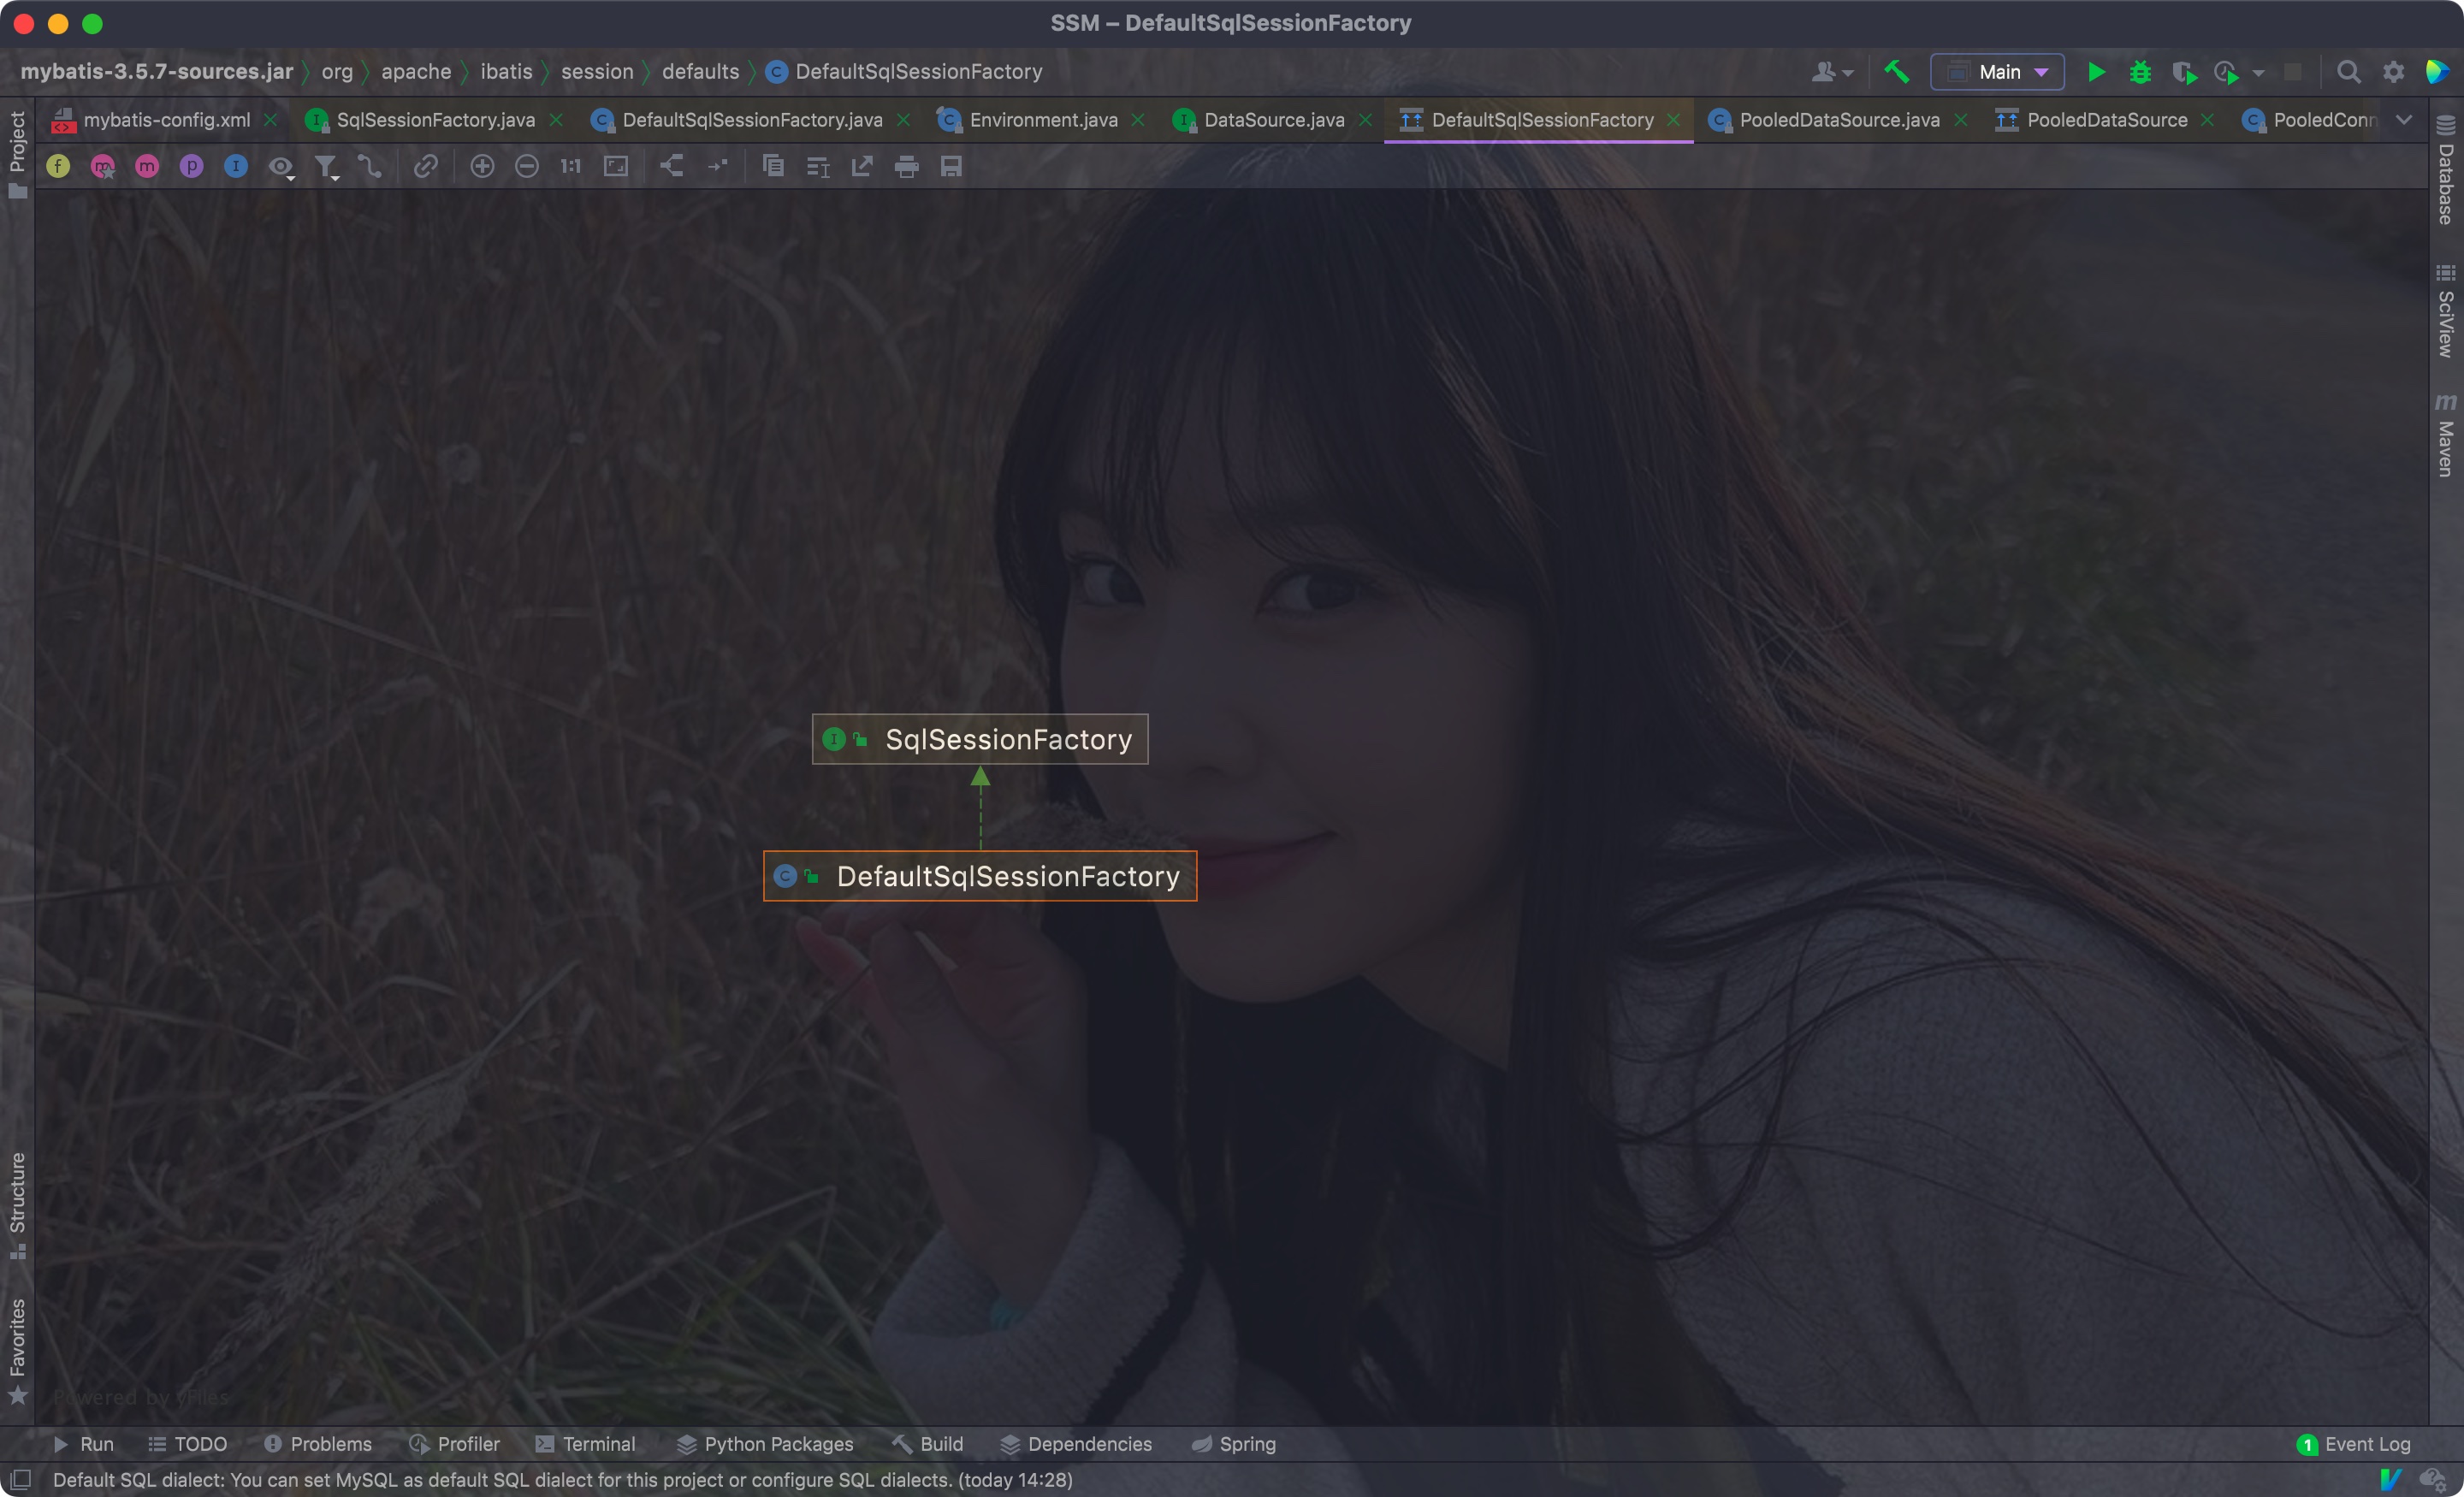 SSM – DefaultSqlSessionFactory
mybatis-3.5.7-sources.jar org apache ibatis session defaults DefaultSqlSessionFactory Main
mybatis-config.xml SqlSessionFactory.java DefaultSqlSessionFactory.java Environment.java DataSource.java DefaultSqlSessionFactory PooledDataSource.java PooledDataSource PooledConn
1:1
Project
Structure
Favorites
Database
SciView
Maven
SqlSessionFactory
DefaultSqlSessionFactory
Powered by yFiles
Run TODO Problems Profiler Terminal Python Packages Build Dependencies Spring 1 Event Log
Default SQL dialect: You can set MySQL as default SQL dialect for this project or configure SQL dialects. (today 14:28)